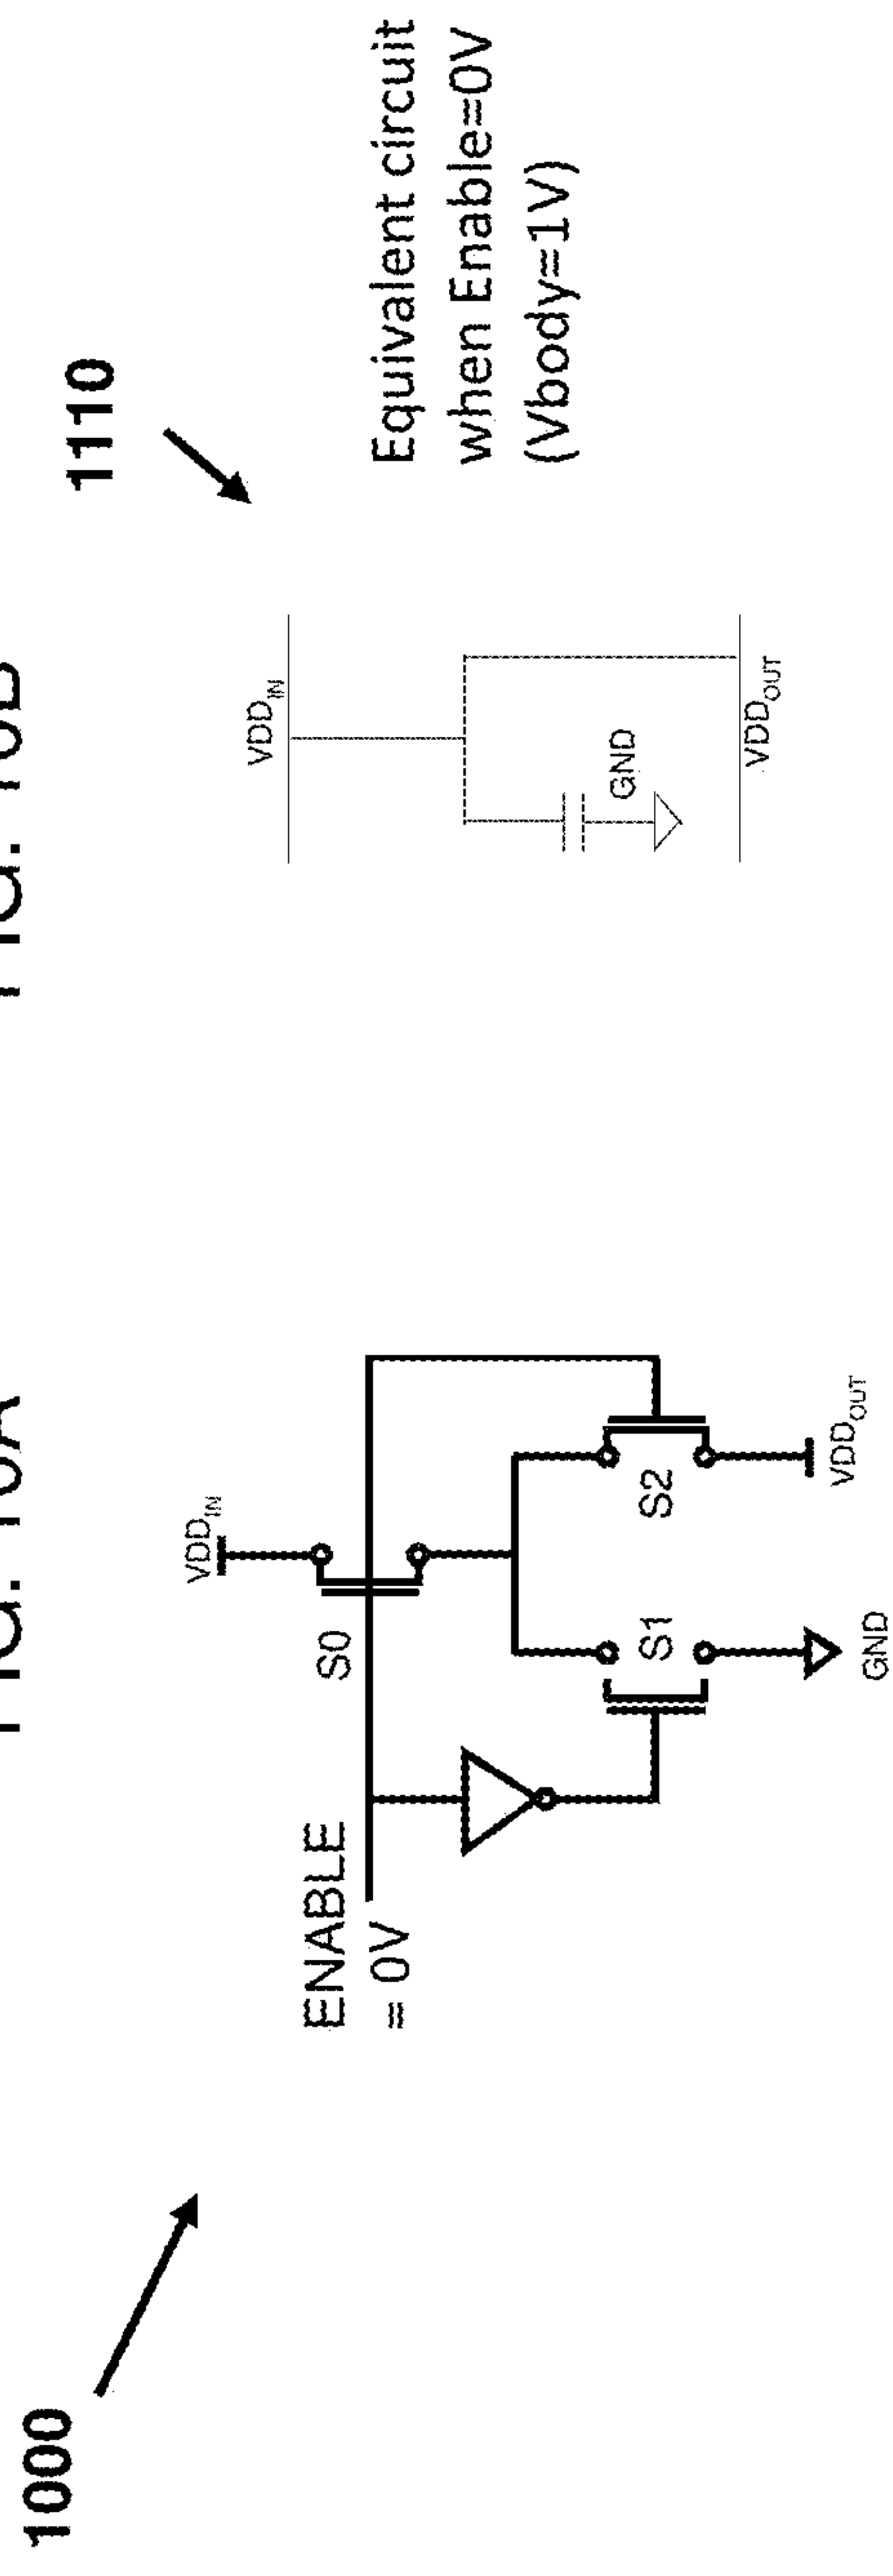 1000
ENABLE
= 0V
S0
VDD_IN
S1
S2
GND
VDD_OUT
1110
VDD_IN
GND
VDD_OUT
Equivalent circuit
when Enable=0V
(Vbody=1V)